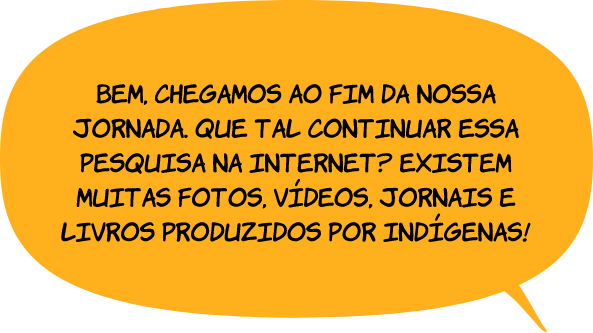 BEM, CHEGAMOS AO FIM DA NOSSA
JORNADA. QUE TAL CONTINUAR ESSA
PESQUISA NA INTERNET? EXISTEM
MUITAS FOTOS, VÍDEOS, JORNAIS E
LIVROS PRODUZIDOS POR INDÍGENAS!